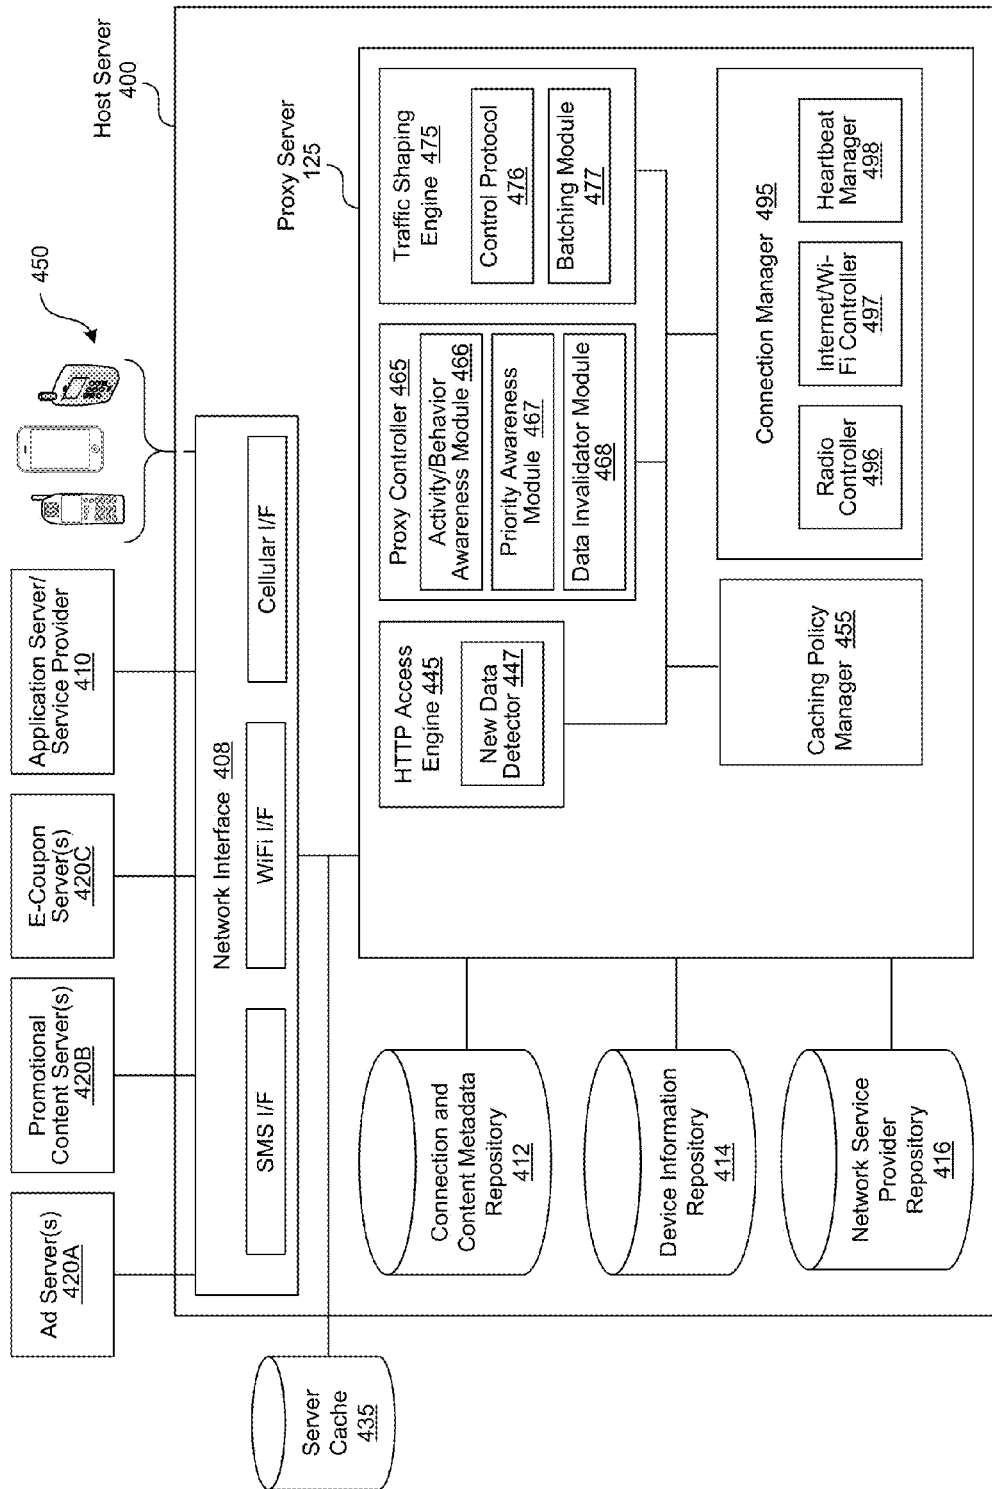 Ad Server(s)
420A
Promotional
Content Server(s)
420B
E-Coupon
Server(s)
420C
Application Server/
Service Provider
410
450
Host Server
400
Server
Cache
435
Network Interface 408
SMS I/F
WiFi I/F
Cellular I/F
Proxy Server
125
Connection and
Content Metadata
Repository
412
Device Information
Repository
414
Network Service
Provider
Repository
416
HTTP Access
Engine 445
New Data
Detector 447
Proxy Controller 465
Activity/Behavior
Awareness Module 466
Priority Awareness
Module 467
Data Invalidator Module
468
Traffic Shaping
Engine 475
Control Protocol
476
Batching Module
477
Caching Policy
Manager 455
Connection Manager 495
Radio
Controller
496
Internet/Wi-
Fi Controller
497
Heartbeat
Manager
498